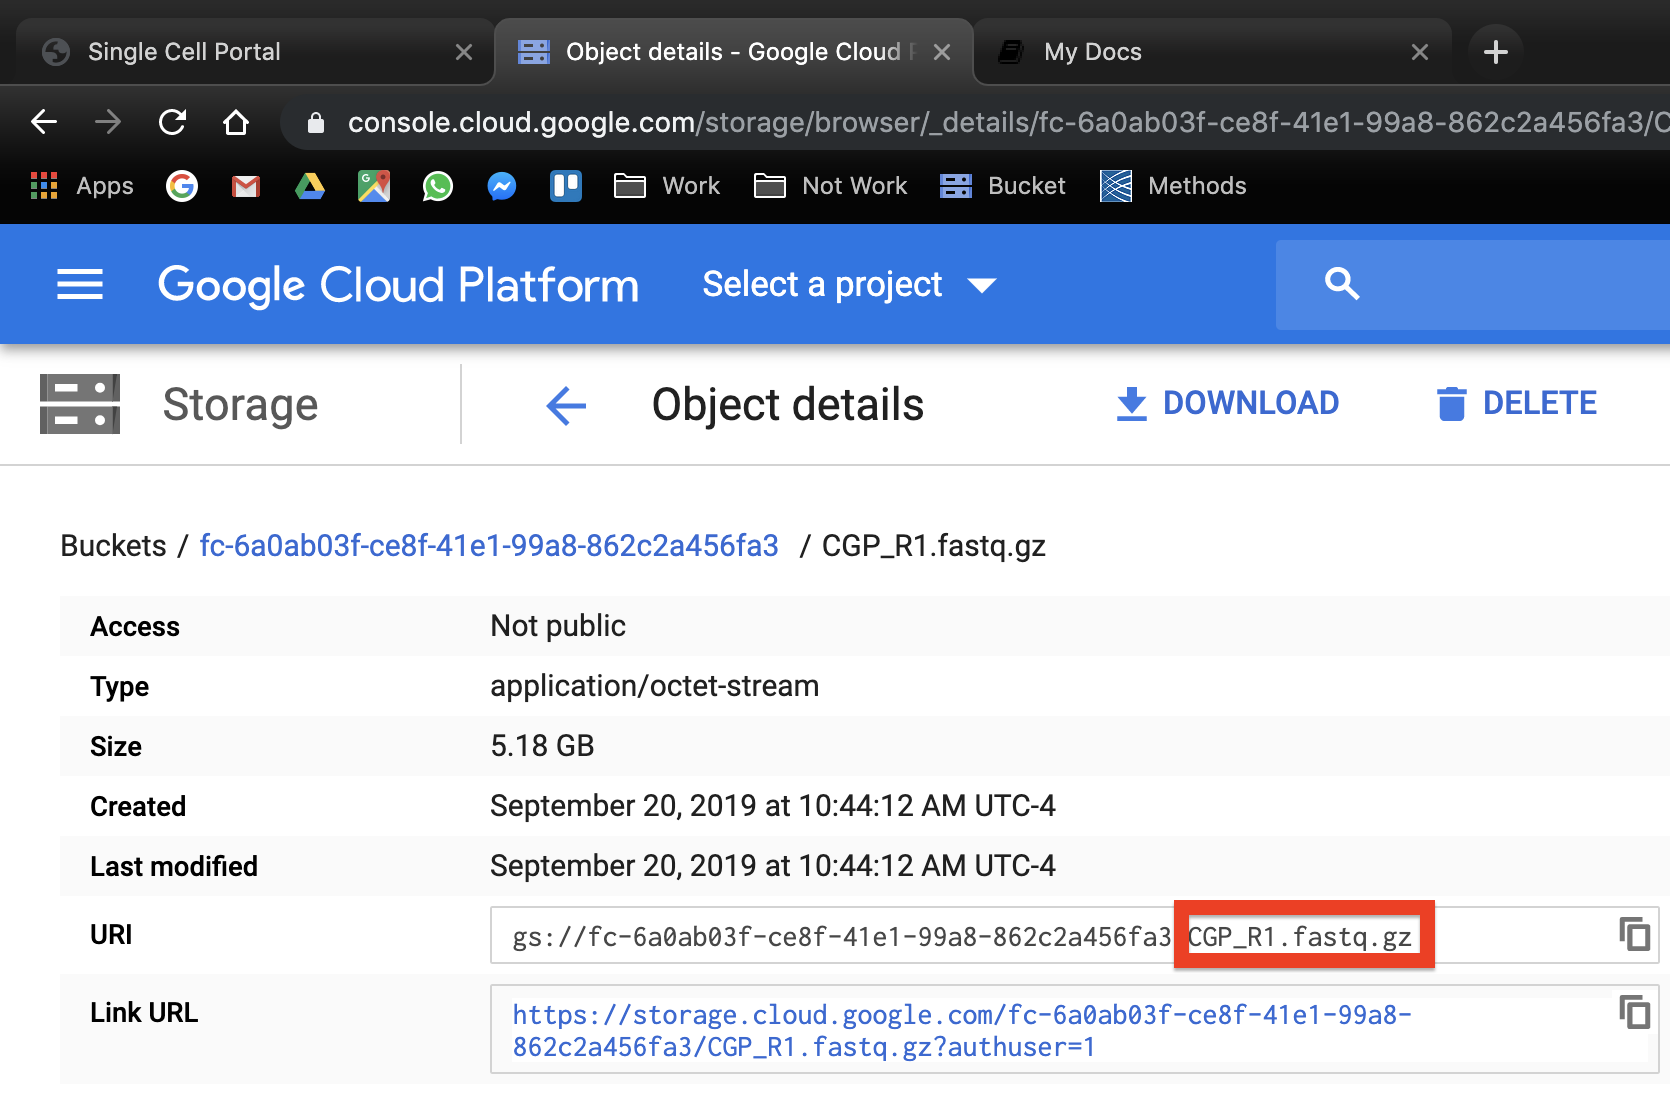 Single Cell Portal
Object details - Google Cloud
My Docs
console.cloud.google.com/storage/browser/_details/fc-6a0ab03f-ce8f-41e1-99a8-862c2a456fa3/
Apps
Work
Not Work
Bucket
Methods
Google Cloud Platform
Select a project
Storage
Object details
DOWNLOAD
DELETE
Buckets / fc-6a0ab03f-ce8f-41e1-99a8-862c2a456fa3 / CGP_R1.fastq.gz
Access Not public
Type application/octet-stream
Size 5.18 GB
Created September 20, 2019 at 10:44:12 AM UTC-4
Last modified September 20, 2019 at 10:44:12 AM UTC-4
URI gs://fc-6a0ab03f-ce8f-41e1-99a8-862c2a456fa3 CGP_R1.fastq.gz
Link URL https://storage.cloud.google.com/fc-6a0ab03f-ce8f-41e1-99a8-
862c2a456fa3/CGP_R1.fastq.gz?authuser=1